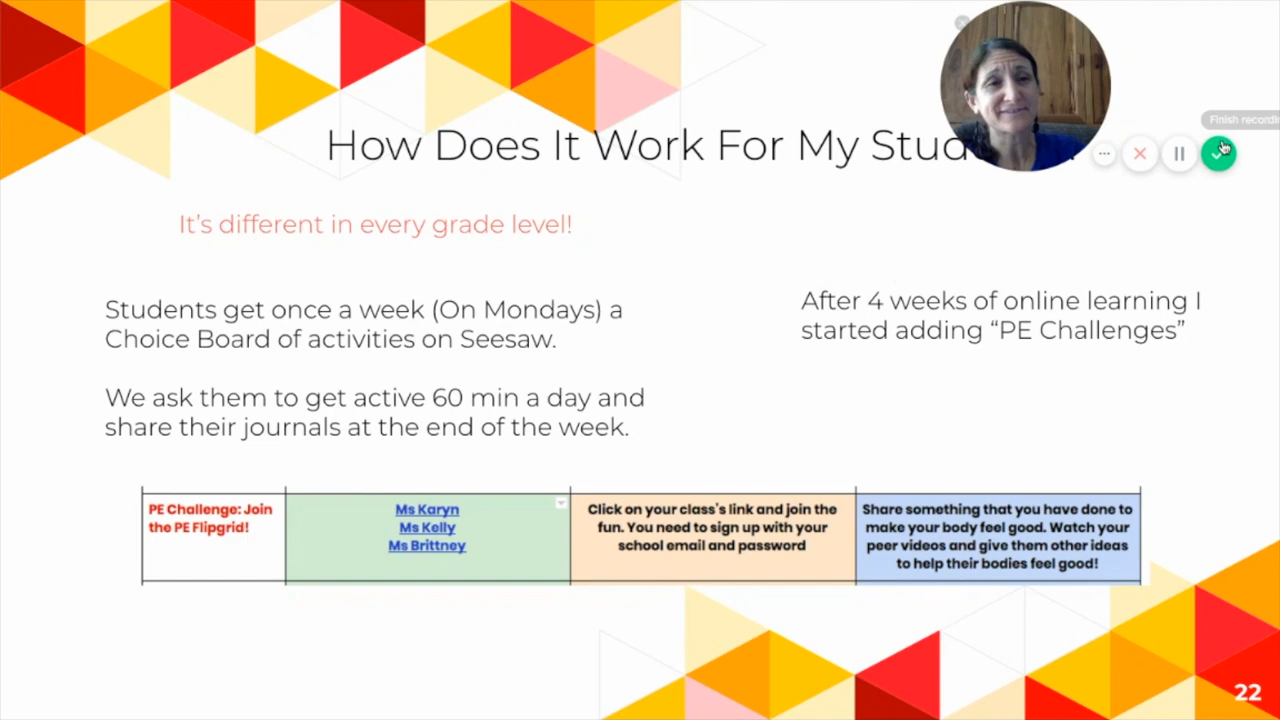 How Does It Work For My
It's different in every grade level!
Students get once a week (On Mondays) a
Choice Board of activities on Seesaw.
We ask them to get active 60 min a day and
share their journals at the end of the week.
After 4 weeks of online learning I
started adding “PE Challenges”
PE Challenge: Join
the PE Flipgrid!
Ms Karyn
Ms Kelly
Ms Brittney
Click on your class's link and join the
fun. You need to sign up with your
school email and password
Share something that you have done to
make your body feel good. Watch your
peer videos and give them other ideas
to help their bodies feel good!
Finish
22